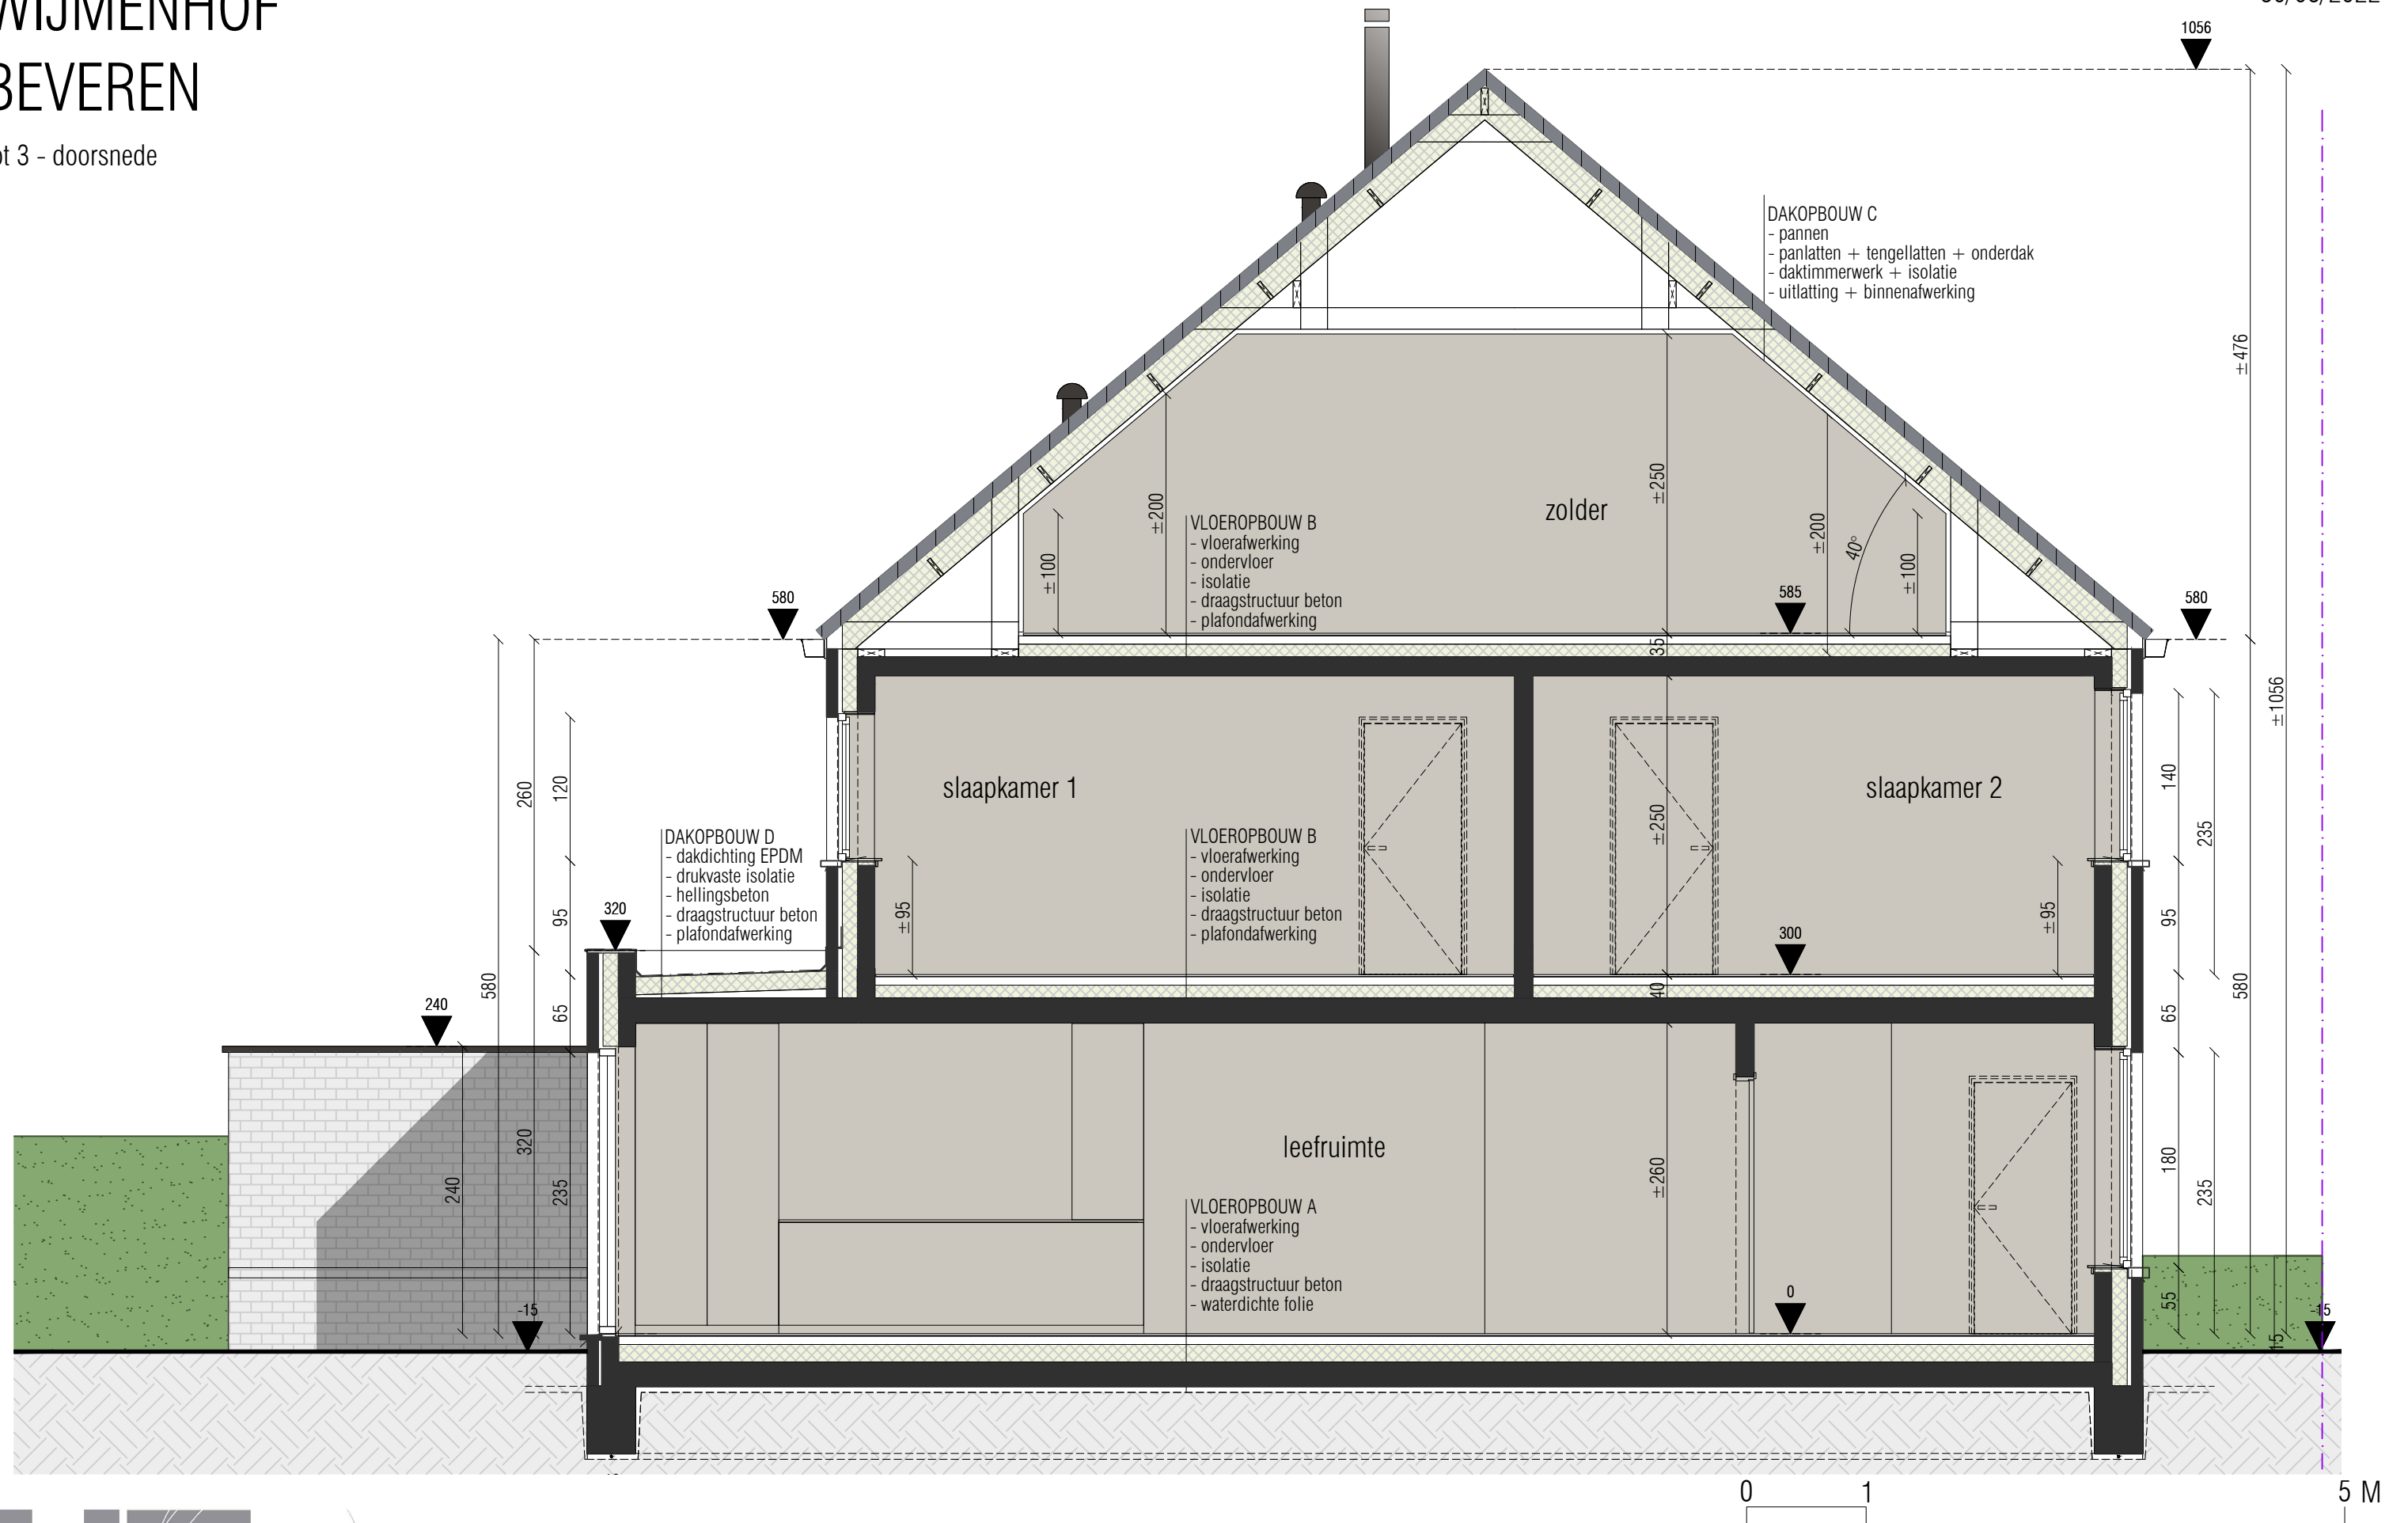 WIJMENHOF
BEVEREN
ot 3 - doorsnede
1056
DAKOPBOUW C
- pannen
- panlatten + tengellatten + onderdak
- daktimmerwerk + isolatie
- uitlatting + binnenafwerking
±476
±1056
zolder
±250
±200
±100
±200
40°
±100
VLOEROPBOUW B
- vloerafwerking
- ondervloer
- isolatie
- draagstructuur beton
- plafondafwerking
580
585
580
35
slaapkamer 1
slaapkamer 2
260
120
±250
140
235
DAKOPBOUW D
- dakdichting EPDM
- drukvaste isolatie
- hellingsbeton
- draagstructuur beton
- plafondafwerking
VLOEROPBOUW B
- vloerafwerking
- ondervloer
- isolatie
- draagstructuur beton
- plafondafwerking
320
95
±95
300
±95
95
580
240
65
40
65
580
leefruimte
240
320
235
±260
180
235
VLOEROPBOUW A
- vloerafwerking
- ondervloer
- isolatie
- draagstructuur beton
- waterdichte folie
-15
0
55
15
-15
0 1 5 M